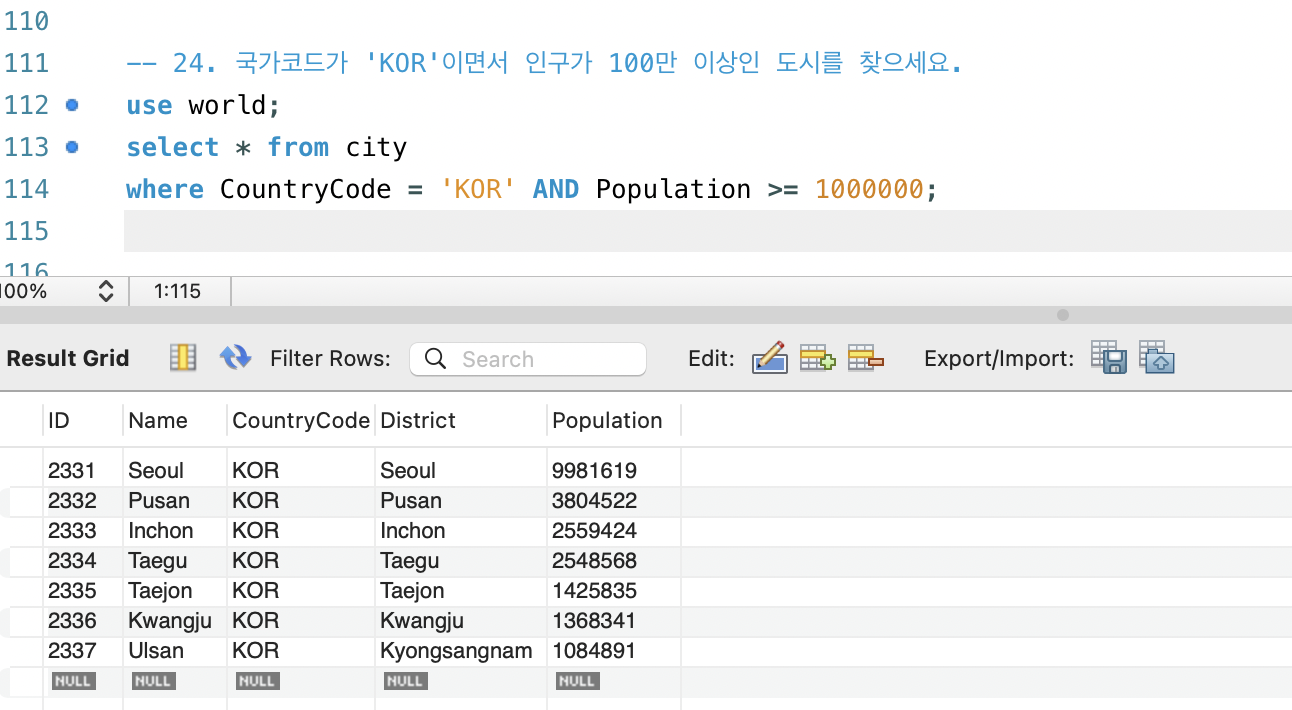 110
111 -- 24. 국가코드가 'KOR'이면서 인구가 100만 이상인 도시를 찾으세요.
112 use world;
113 select * from city
114 where CountryCode = 'KOR' AND Population >= 1000000;
115
116
100% 1:115
Result Grid Filter Rows: Search Edit: Export/Import:
ID Name CountryCode District Population
2331 Seoul KOR Seoul 9981619
2332 Pusan KOR Pusan 3804522
2333 Inchon KOR Inchon 2559424
2334 Taegu KOR Taegu 2548568
2335 Taejon KOR Taejon 1425835
2336 Kwangju KOR Kwangju 1368341
2337 Ulsan KOR Kyongsangnam 1084891
NULL NULL NULL NULL NULL